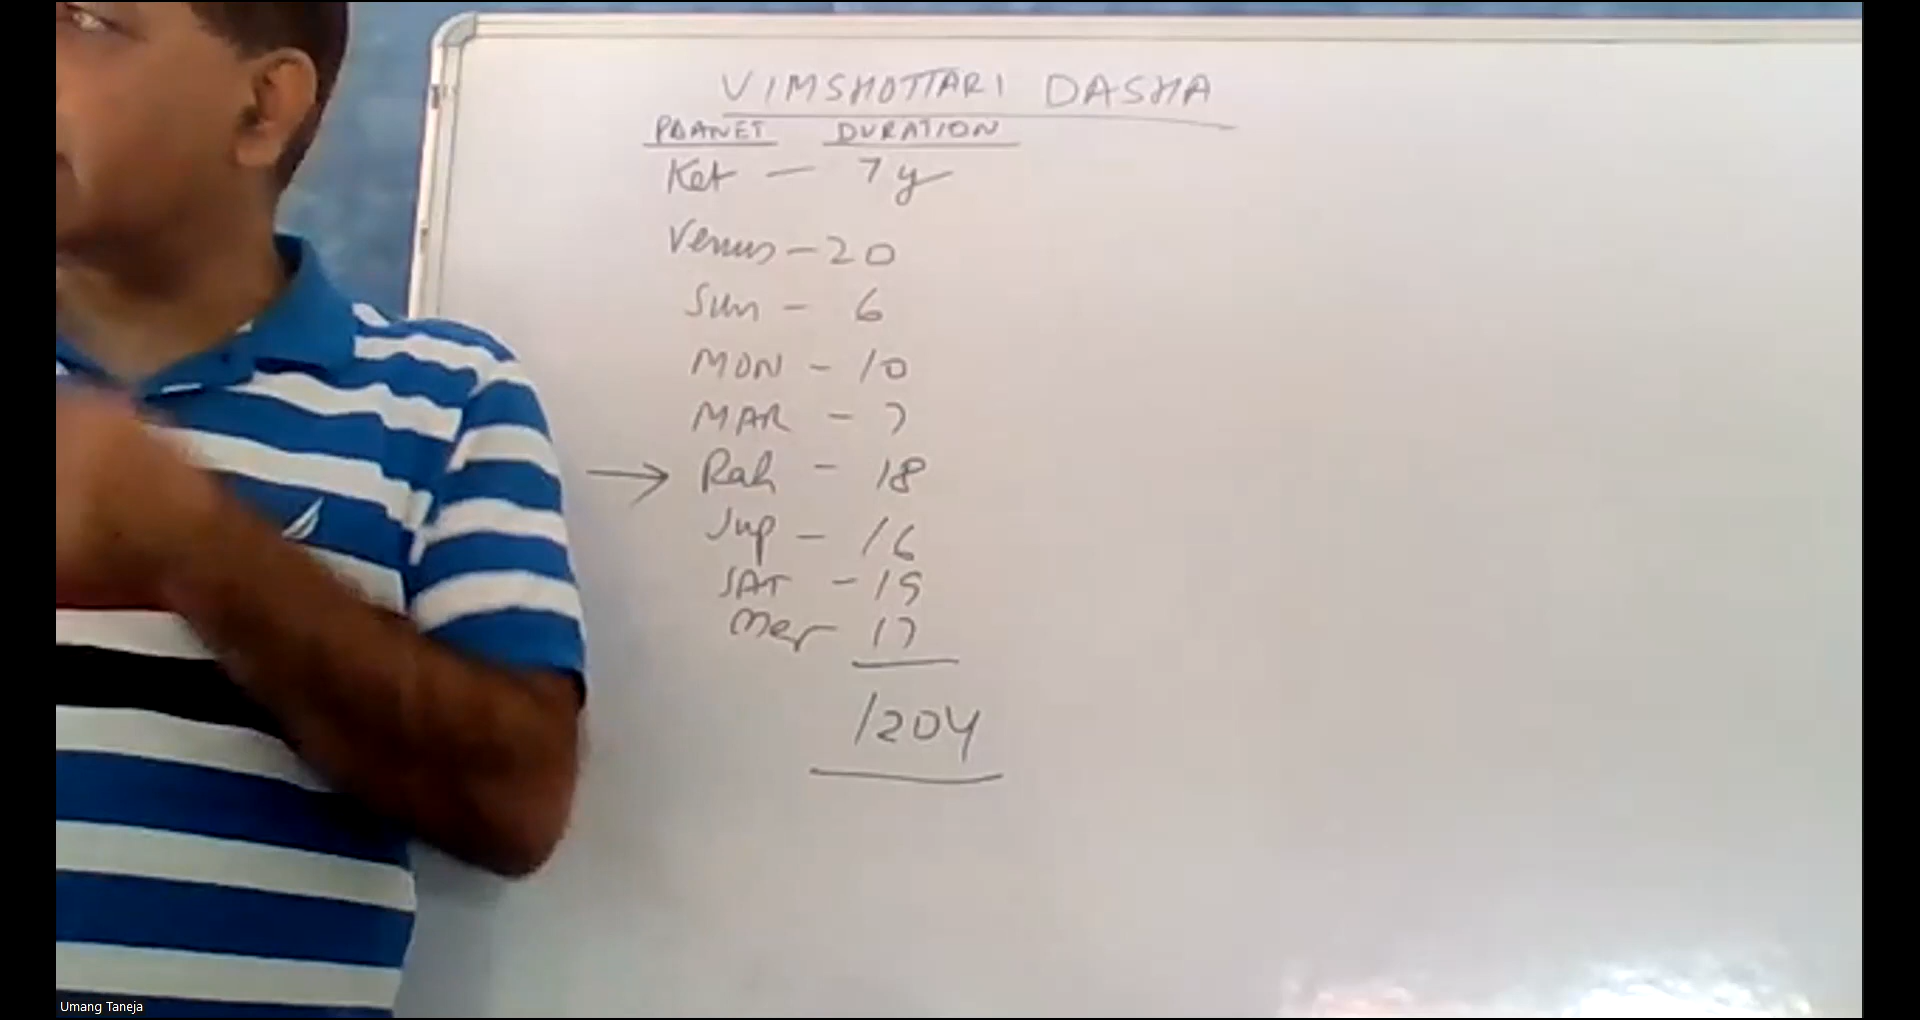 VIMSHOTTARI DASHA
PLANET DURATION
Ket — 7y
Venus - 20
Sun - 6
MON - 10
MAR - 7
→ Rah - 18
Jup - 16
SAT - 19
Mer - 17
120Y
Umang Taneja